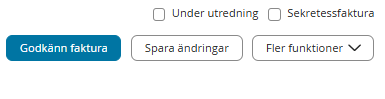 Under utredning Sekretessfaktura
Godkänn faktura Spara ändringar Fler funktioner